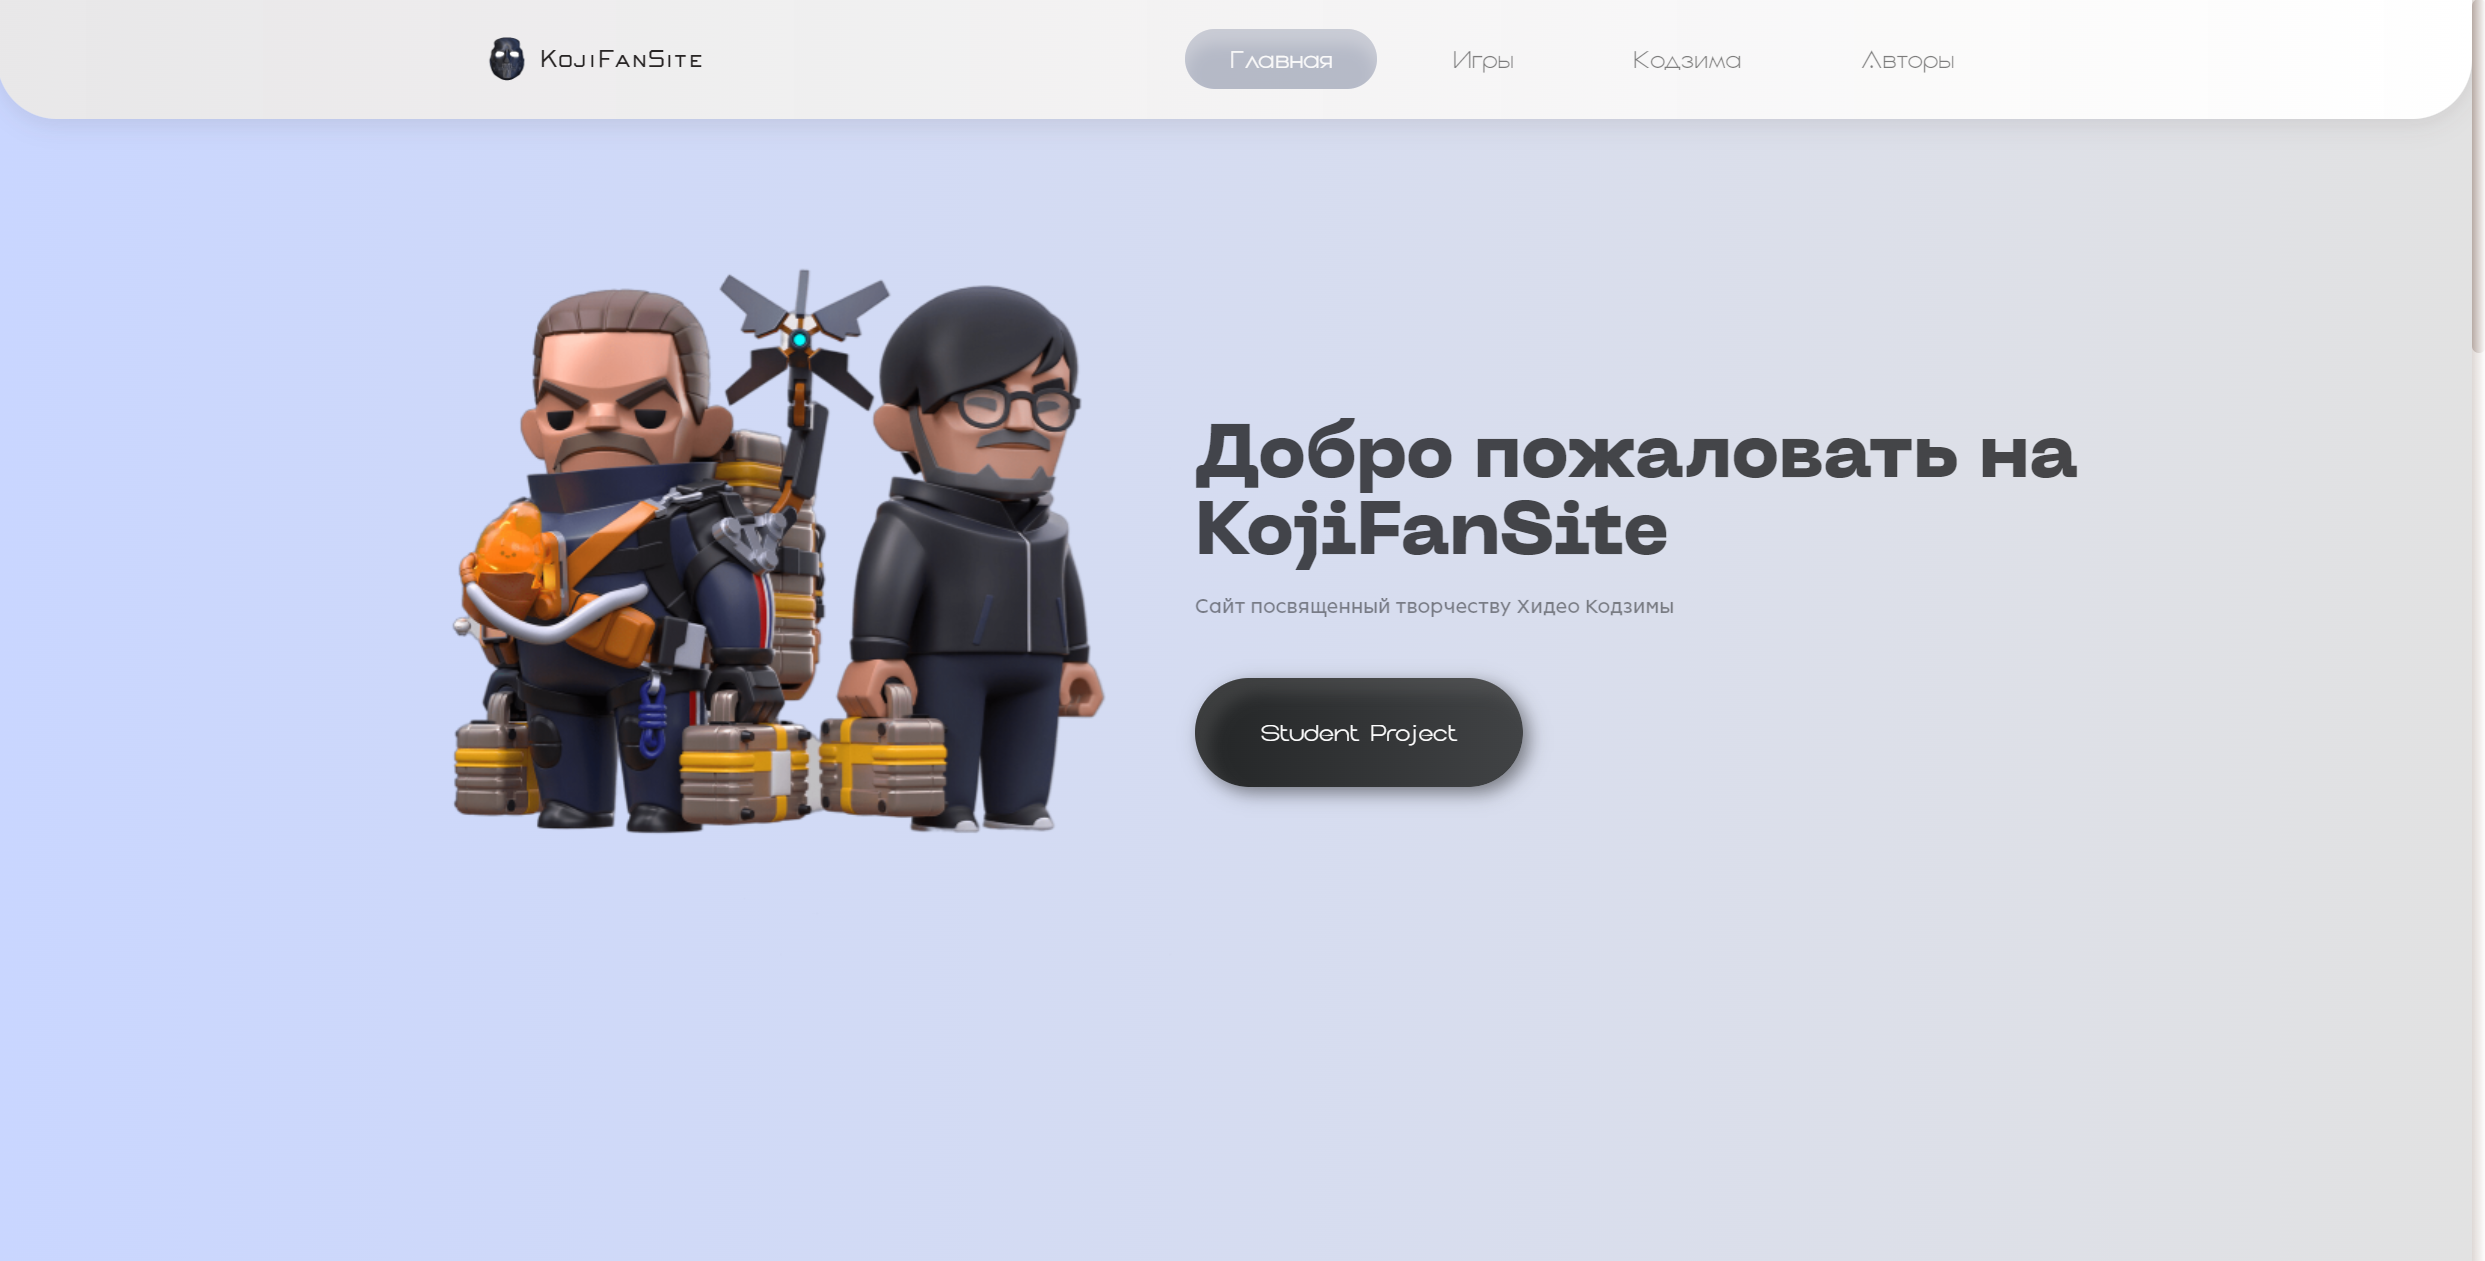 KojiFanSite
Главная
Игры
Кодзима
Авторы
Добро пожаловать на
KojiFanSite
Сайт посвященный творчеству Хидео Кодзимы
Student Project